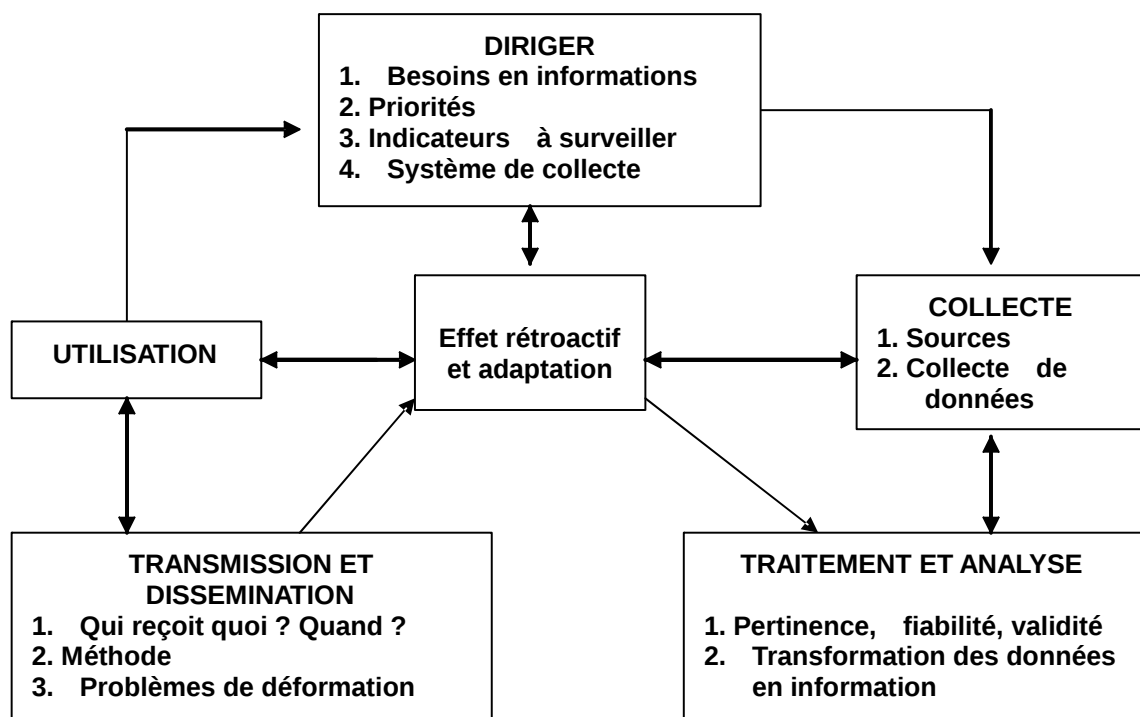 DIRIGER
1. Besoins en informations
2. Priorités
3. Indicateurs à surveiller
4. Système de collecte
UTILISATION
Effet rétroactif
et adaptation
COLLECTE
1. Sources
2. Collecte de
données
TRANSMISSION ET
DISSEMINATION
1. Qui reçoit quoi ? Quand ?
2. Méthode
3. Problèmes de déformation
TRAITEMENT ET ANALYSE
1. Pertinence, fiabilité, validité
2. Transformation des données
en information